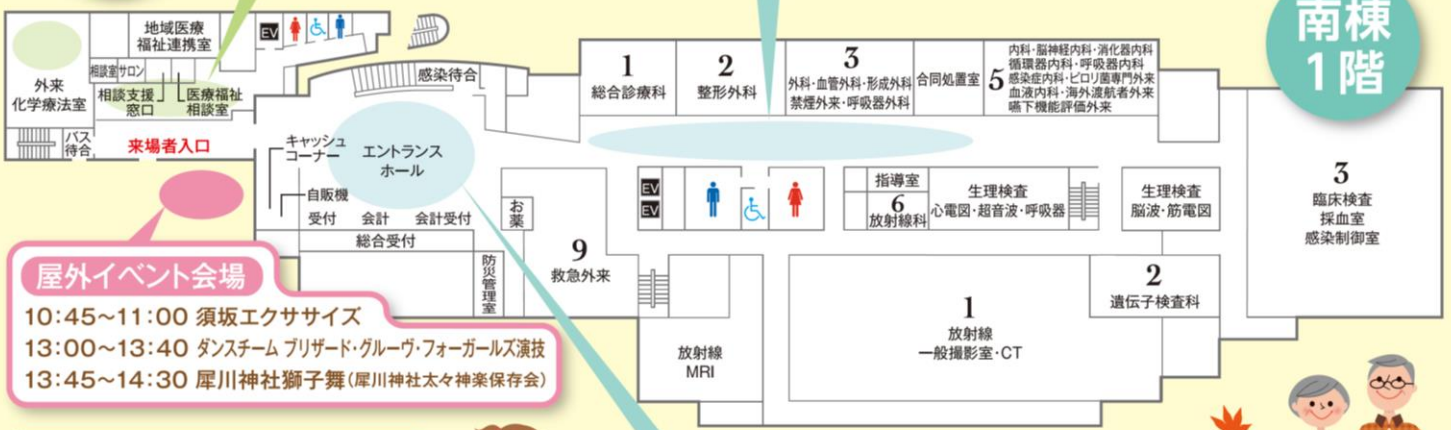 南棟
1階
地域医療
福祉連携室
EV
外来
化学療法室
相談室
サロン
相談支援
窓口
医療福祉
相談室
バス
待合
来場者入口
感染待合
キャッシュ
コーナー
エントランス
ホール
自販機
受付
会計
会計受付
総合受付
防災管理室
お薬
9
救急外来
1
総合診療科
2
整形外科
3
外科・血管外科・形成外科
禁煙外来・呼吸器外科
合同処置室
5
内科・脳神経内科・消化器内科
循環器内科・呼吸器内科
感染症内科・ピロリ菌専門外来
血液内科・海外渡航者外来
嚥下機能評価外来
EV
EV
指導室
6
放射線科
生理検査
心電図・超音波・呼吸器
生理検査
脳波・筋電図
3
臨床検査
採血室
感染制御室
2
遺伝子検査科
1
放射線
一般撮影室・CT
放射線
MRI
屋外イベント会場
10:45〜11:00 須坂エクササイズ
13:00〜13:40 ダンスチーム ブリザード・グルーヴ・フォーガールズ演技
13:45〜14:30 犀川神社獅子舞(犀川神社太々神楽保存会)